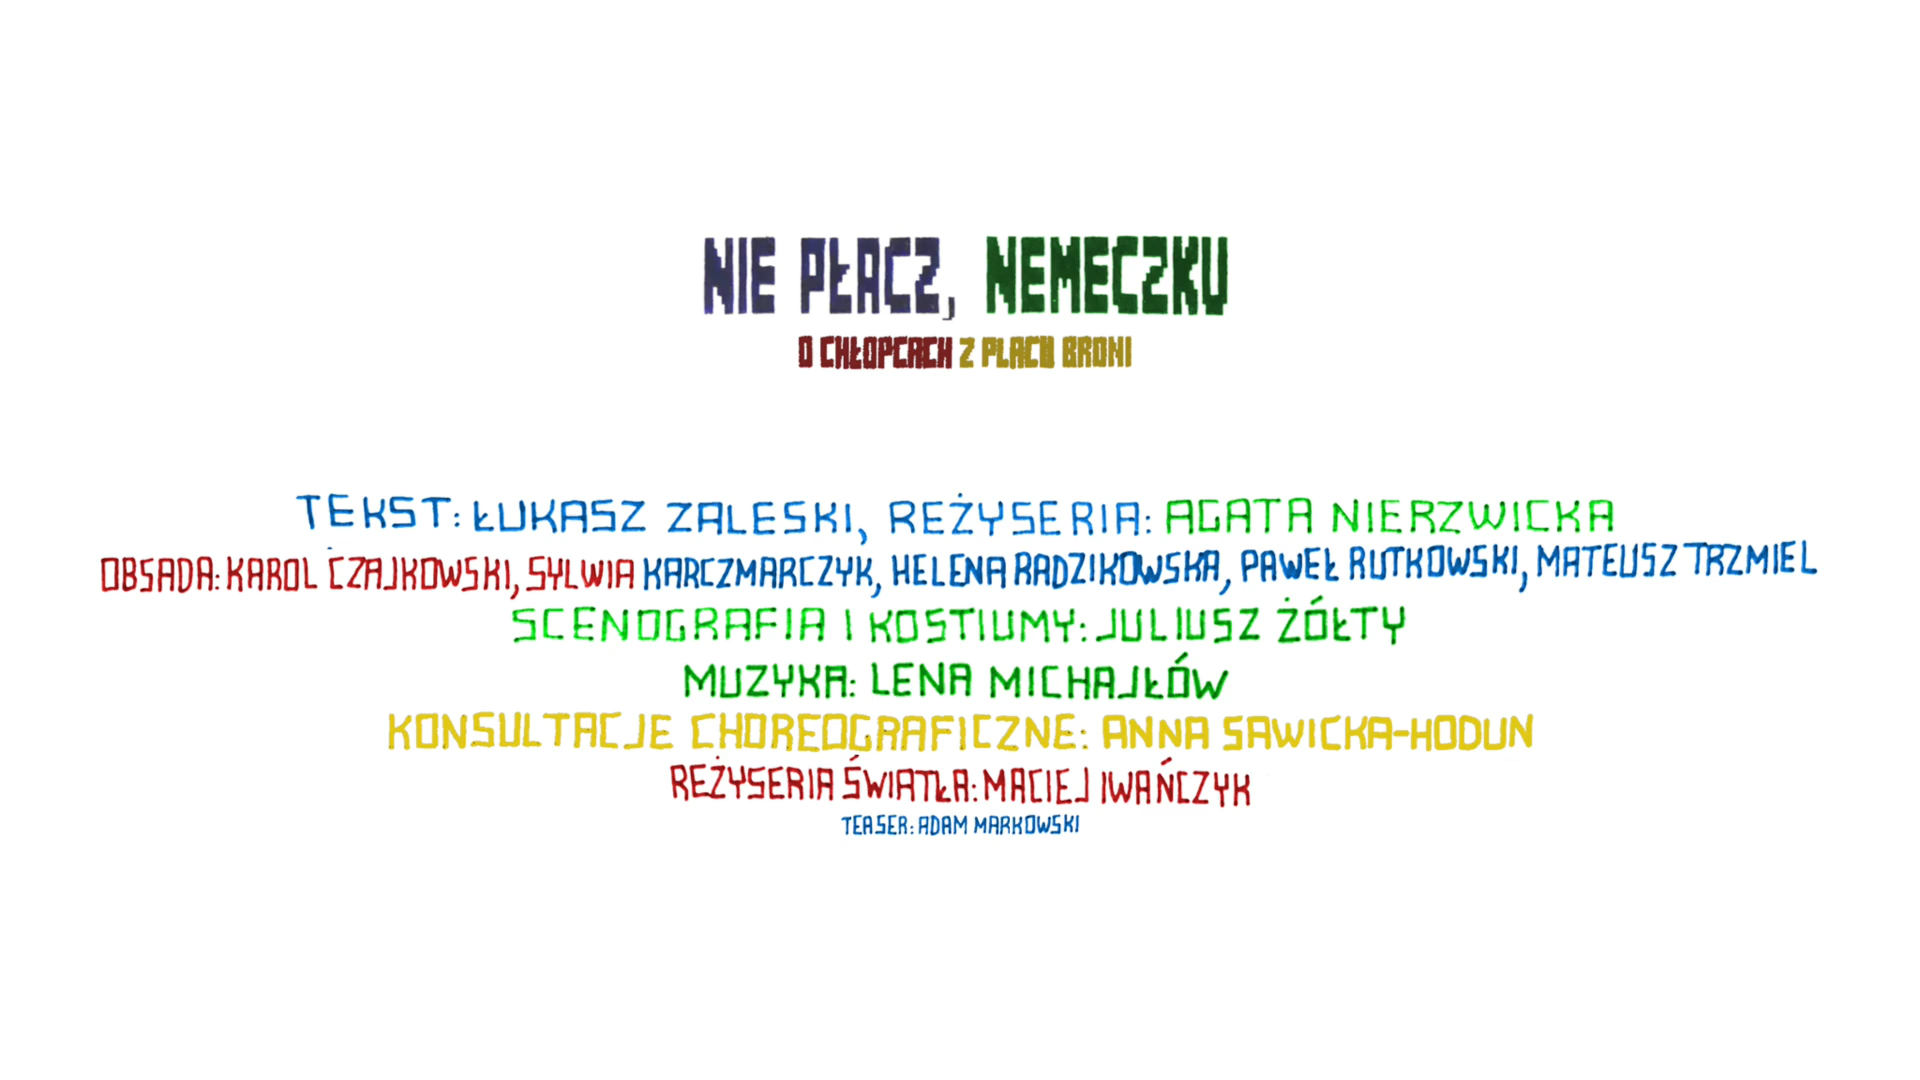 NIE PŁACZ, NEMECZKU
O CHŁOPCACH Z PLACU BRONI
TEKST: ŁUKASZ ZALESKI, REŻYSERIA: AGATA NIERZWICKA
OBSADA: KAROL CZAJKOWSKI, SYLWIA KARCZMARCZYK, HELENA RADZIKOWSKA, PAWEŁ RUTKOWSKI, MATEUSZ TRZMIEL
SCENOGRAFIA I KOSTIUMY: JULIUSZ ŻÓŁTY
MUZYKA: LENA MICHAJŁÓW
KONSULTACJE CHOREOGRAFICZNE: ANNA SAWICKA-HODUN
REŻYSERIA ŚWIATŁA: MACIEJ IWAŃCZYK
TEASER: ADAM MARKOWSKI